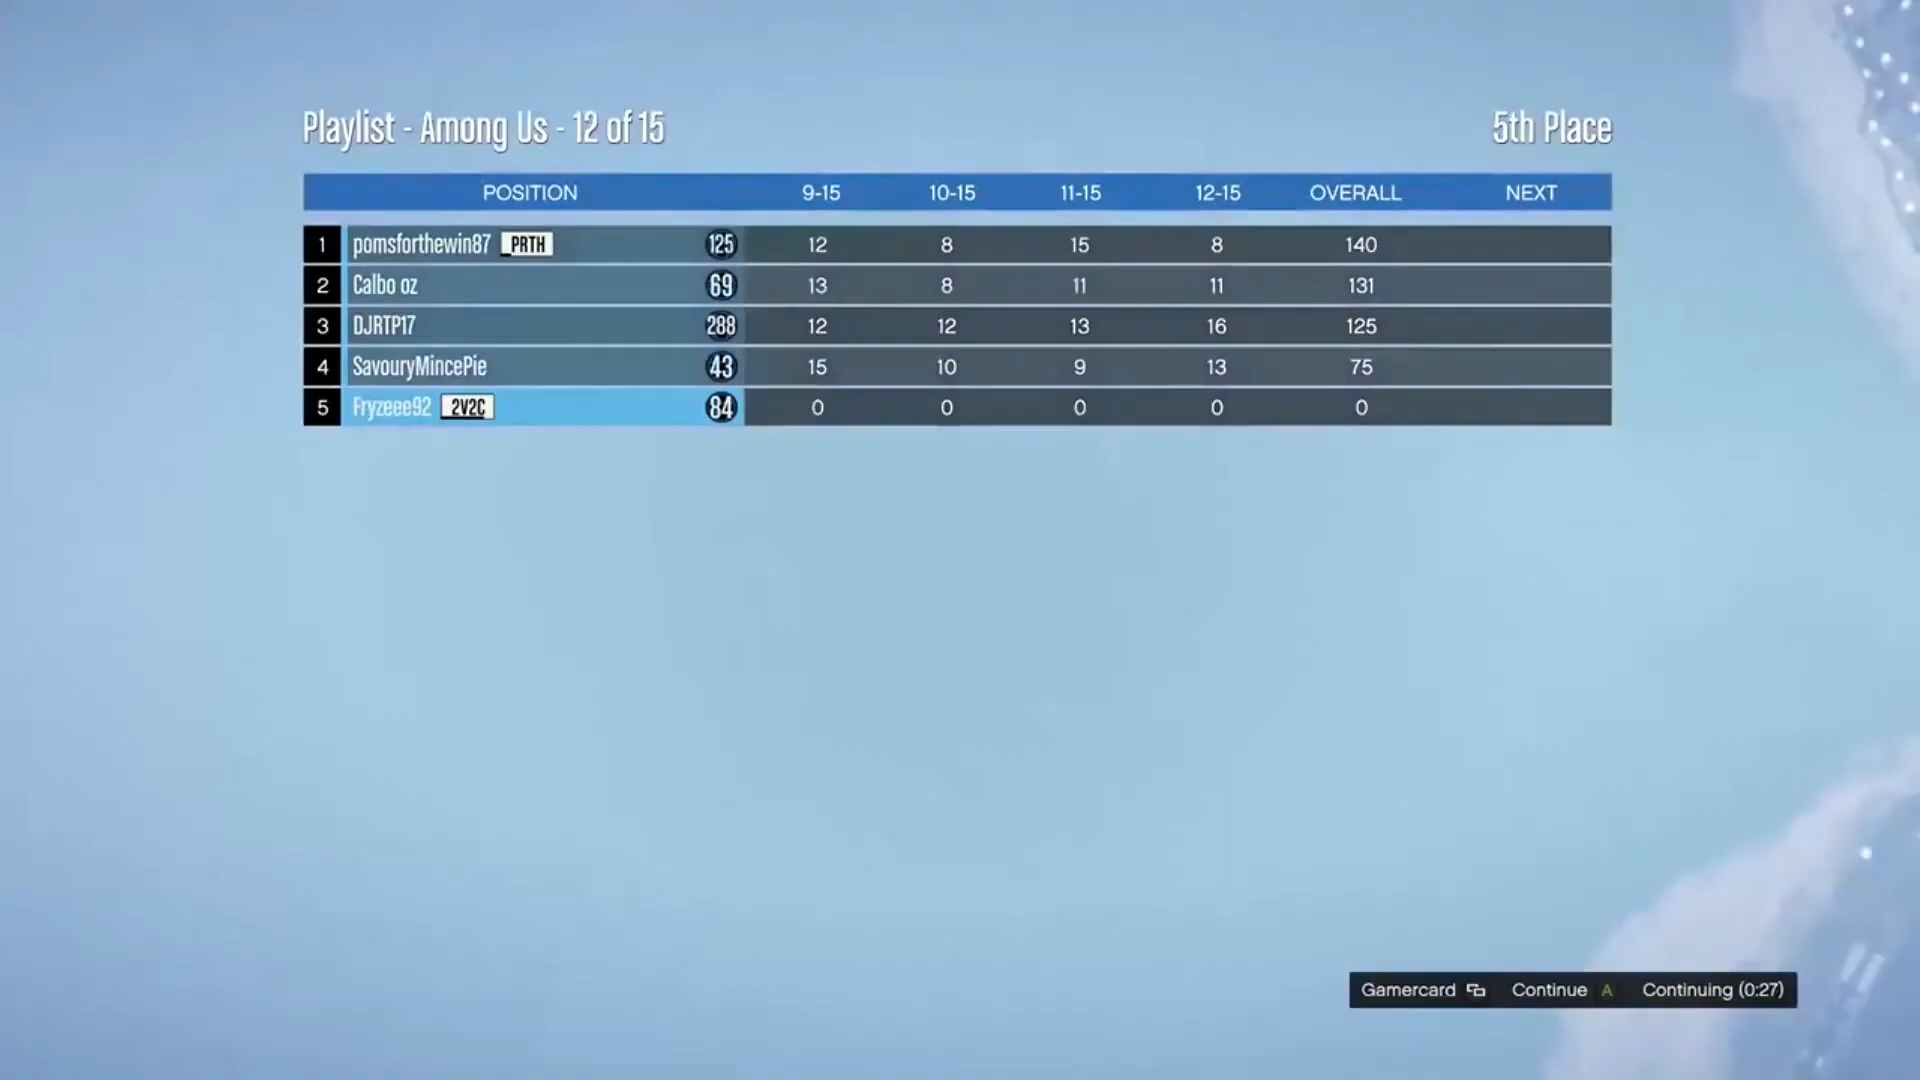 Playlist - Among Us - 12 of 15
5th Place
POSITION 9-15 10-15 11-15 12-15 OVERALL NEXT
1 pomsforthewin87 PRTH 125 12 8 15 8 140
2 Calbo oz 69 13 8 11 11 131
3 DJRTP17 288 12 12 13 16 125
4 SavouryMincePie 43 15 10 9 13 75
5 Fryzeee92 2V2C 84 0 0 0 0 0
Gamercard Continue A Continuing (0:27)